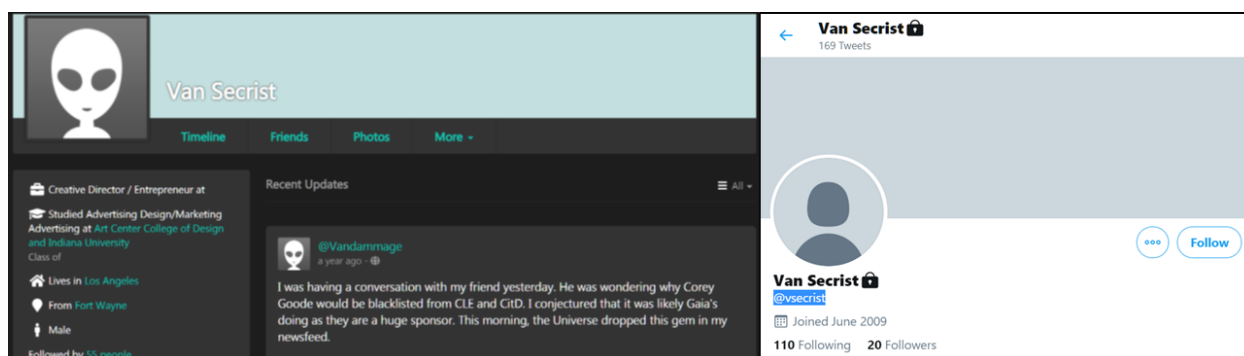 Van Secrist
Timeline Friends Photos More
Creative Director / Entrepreneur at
Studied Advertising Design/Marketing
Advertising at Art Center College of Design
and Indiana University
Class of
Lives in Los Angeles
From Fort Wayne
Male
Followed by 55 people
Recent Updates
All
@Vandammage
a year ago -
I was having a conversation with my friend yesterday. He was wondering why Corey
Goode would be blacklisted from CLE and CitD. I conjectured that it was likely Gaia's
doing as they are a huge sponsor. This morning, the Universe dropped this gem in my
newsfeed.
Van Secrist
169 Tweets
Follow
Van Secrist
@vsecrist
Joined June 2009
110 Following 20 Followers